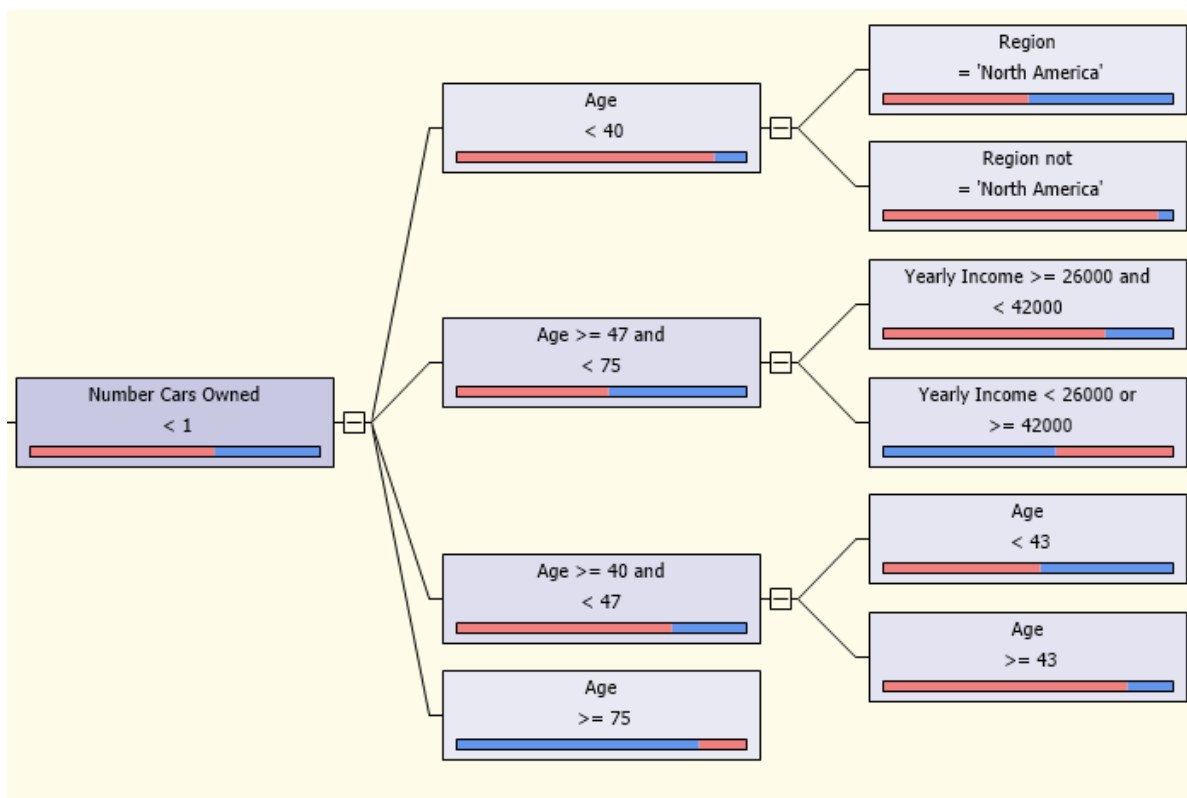 Number Cars Owned
< 1
Age
< 40
Region
= 'North America'
Region not
= 'North America'
Age >= 47 and
< 75
Yearly Income >= 26000 and
< 42000
Yearly Income < 26000 or
>= 42000
Age >= 40 and
< 47
Age
< 43
Age
>= 43
Age
>= 75